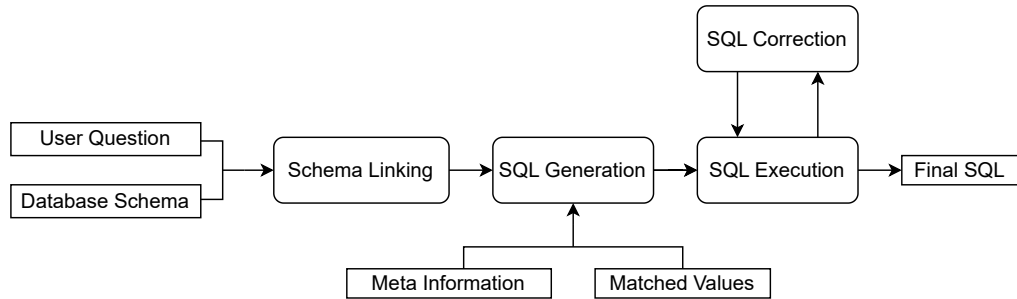 SQL Correction
User Question
Schema Linking
SQL Generation
SQL Execution
Final SQL
Database Schema
Meta Information
Matched Values